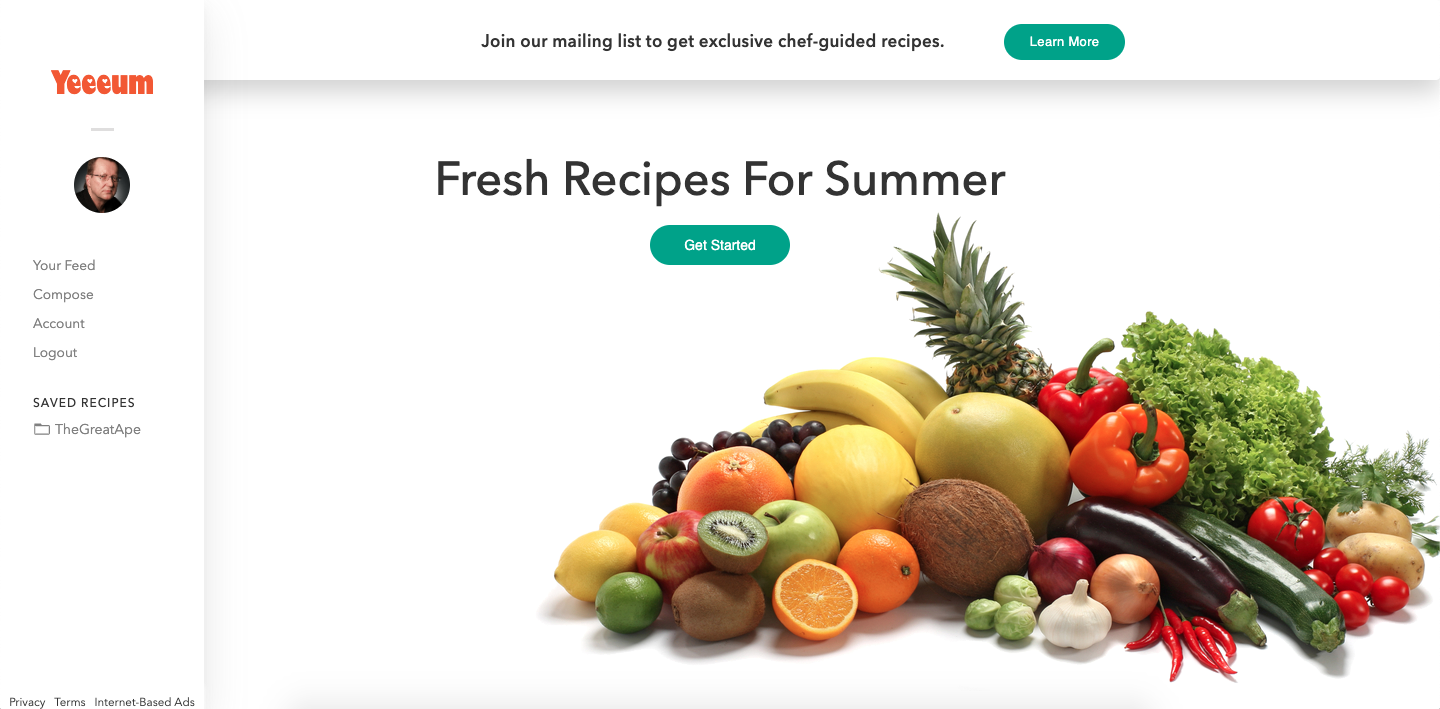 Join our mailing list to get exclusive chef-guided recipes.
Learn More
Yeeeum
Fresh Recipes For Summer
Get Started
Your Feed
Compose
Account
Logout
SAVED RECIPES
TheGreatApe
Privacy Terms Internet-Based Ads